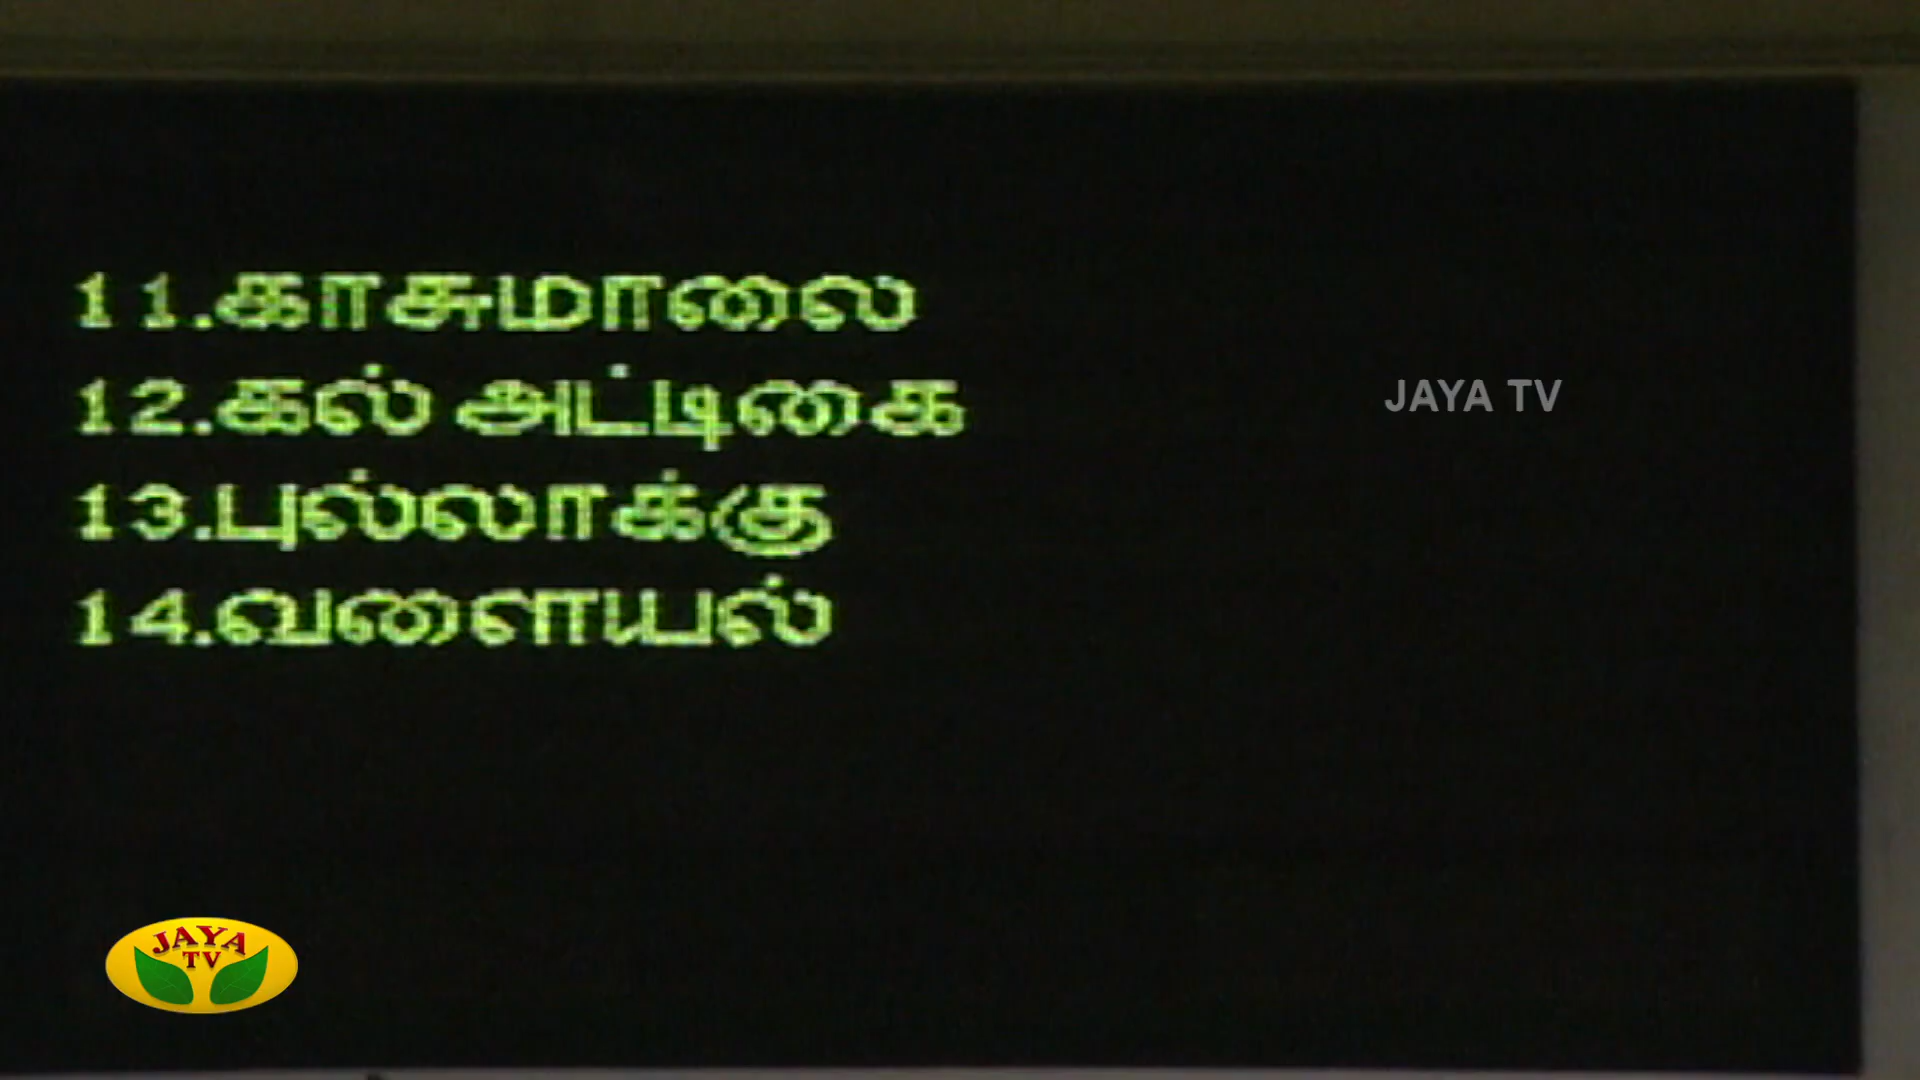 11.காசுமாலை
12.கல் அட்டிகை
JAYA TV
13.புல்லாக்கு
14.வளையல்
JAYA
TV